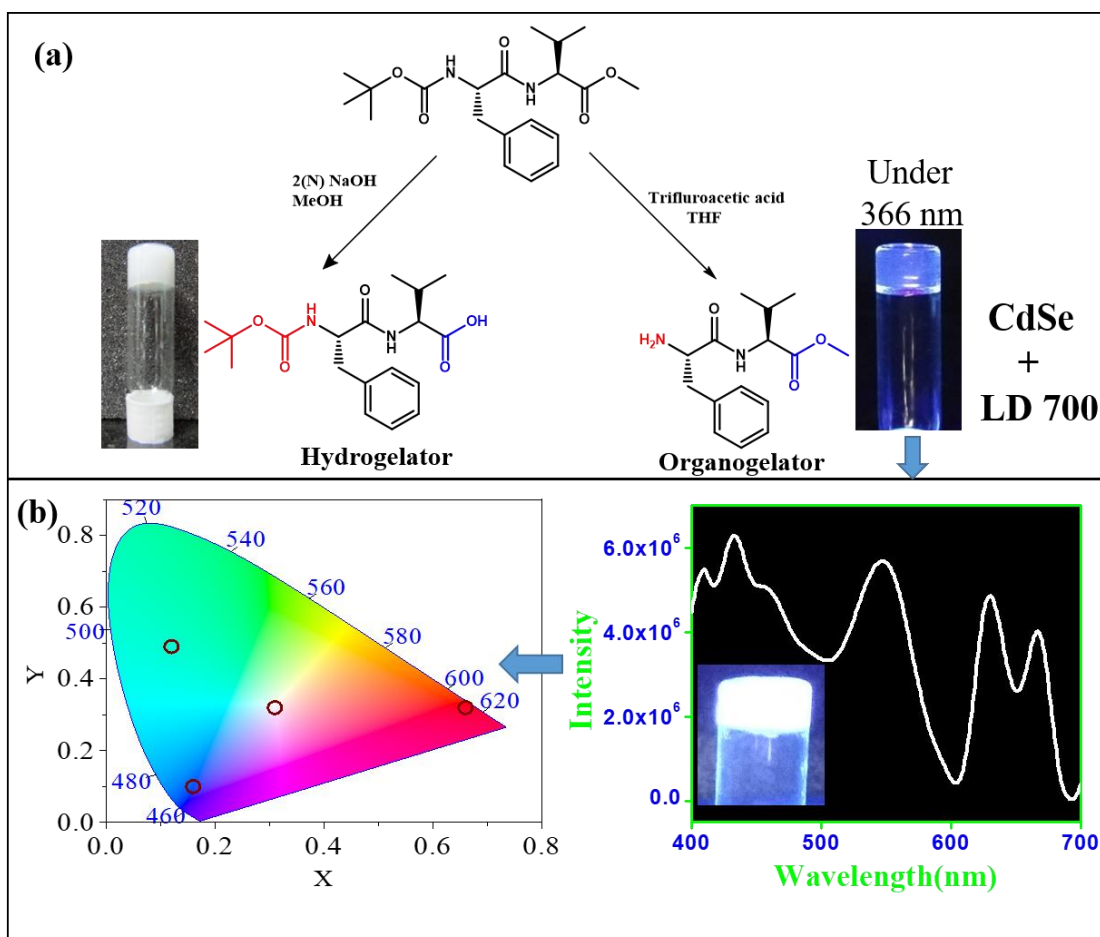 (a)
O
O
H
N
N
H
O
O
O
2(N) NaOH
MeOH
Trifluroacetic acid
THF
Under
366 nm
O
O
H
N
N
H
O
OH
O
Hydrogelator
H₂N
O
N
H
O
O
Organogelator
CdSe
+
LD 700
(b)
520
540
560
580
600
620
500
480
460
0.8
0.6
0.4
0.2
0.0
Y
0.0 0.2 0.4 0.6 0.8
X
6.0x10⁶
4.0x10⁶
2.0x10⁶
0.0
Intensity
400 500 600 700
Wavelength(nm)